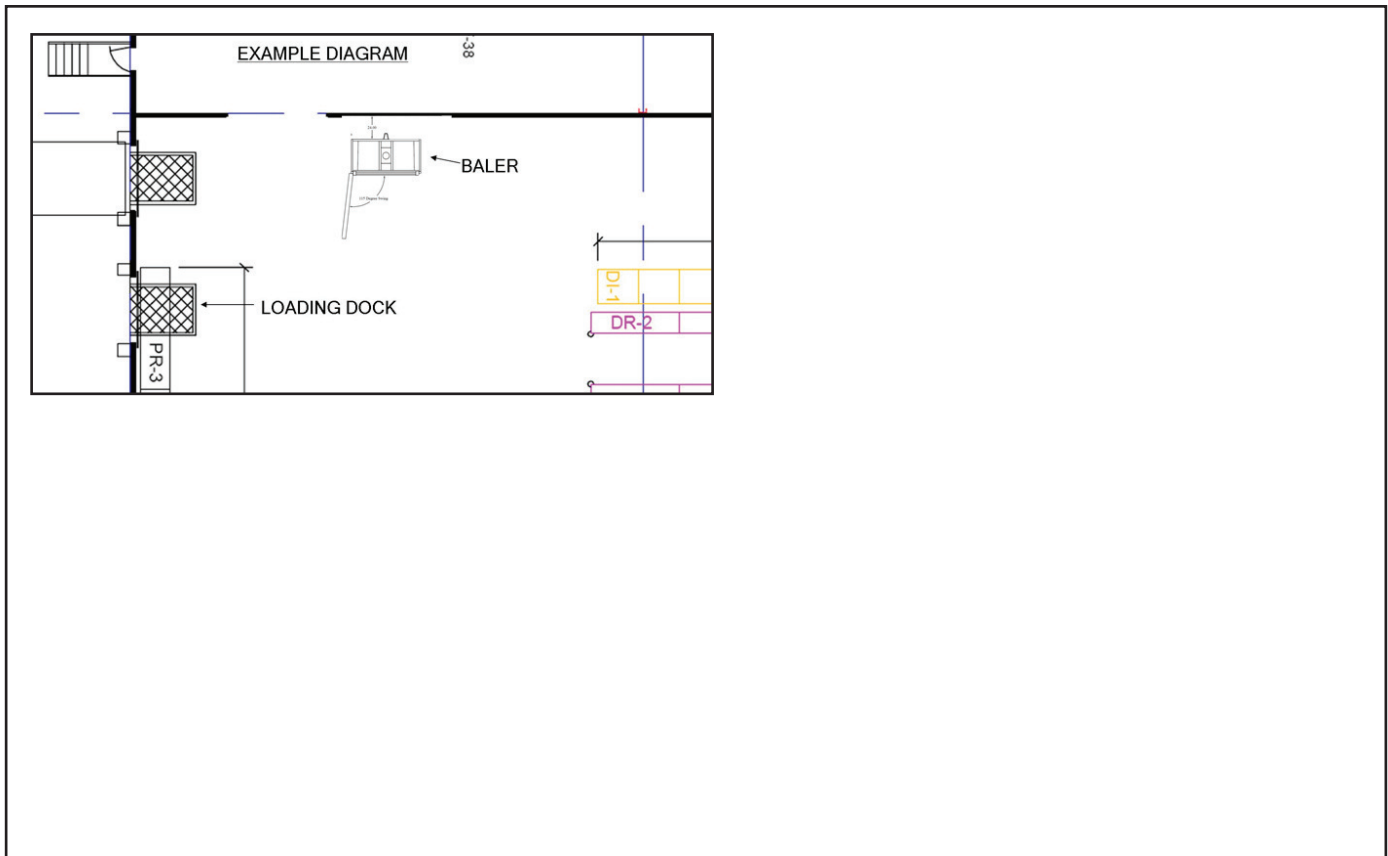 EXAMPLE DIAGRAM
-38
BALER
LOADING DOCK
DI-1
DR-2
PR-3